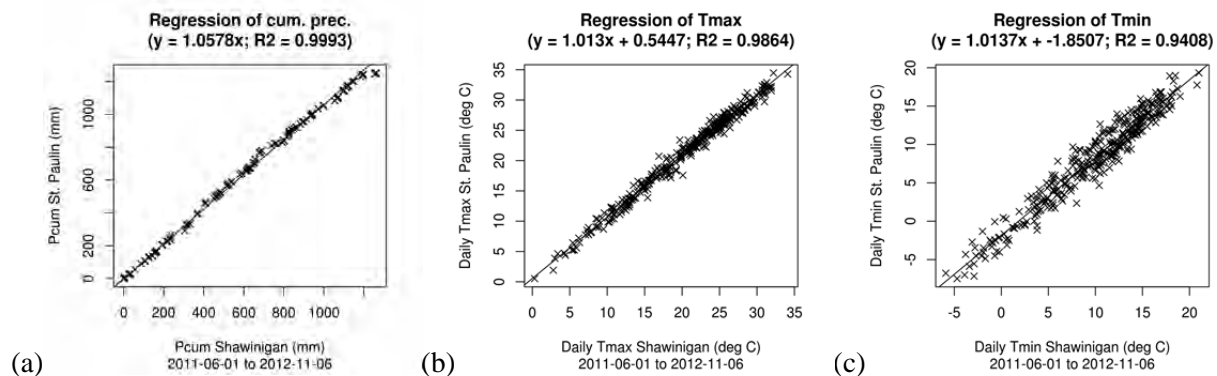 Regression of cum. prec.
(y = 1.0578x; R2 = 0.9993)
Pcum St. Paulin (mm)
0 200 600 1000
0 200 400 600 800 1000
Pcum Shawinigan (mm)
2011-06-01 to 2012-11-06
(a)
Regression of Tmax
(y = 1.013x + 0.5447; R2 = 0.9864)
Daily Tmax St. Paulin (deg C)
0 5 10 15 20 25 30 35
0 5 10 15 20 25 30 35
Daily Tmax Shawinigan (deg C)
2011-06-01 to 2012-11-06
(b)
Regression of Tmin
(y = 1.0137x + -1.8507; R2 = 0.9408)
Daily Tmin St. Paulin (deg C)
-5 0 5 10 15 20
-5 0 5 10 15 20
Daily Tmin Shawinigan (deg C)
2011-06-01 to 2012-11-06
(c)